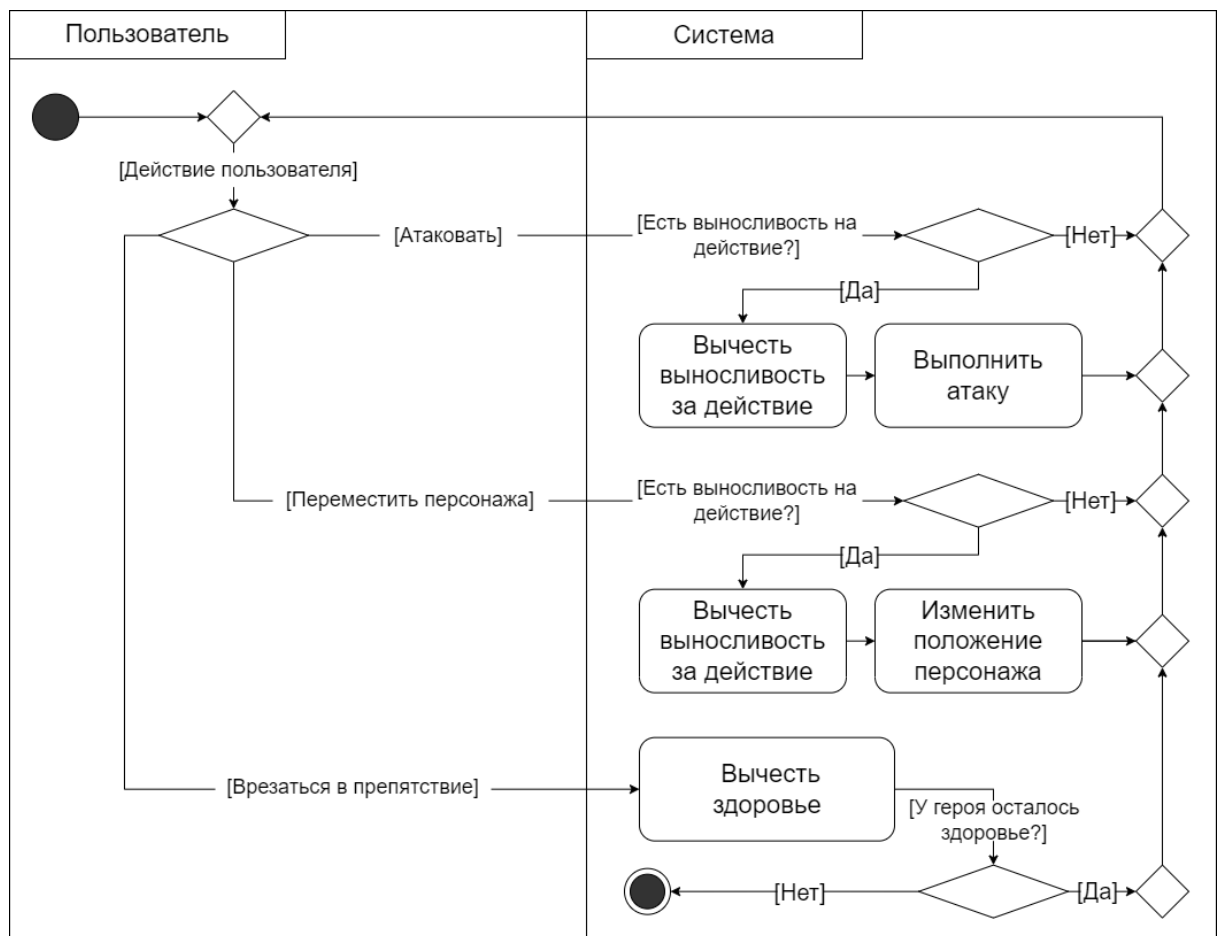 Пользователь
Система
[Действие пользователя]
[Атаковать]
[Есть выносливость на
действие?]
[Нет]
[Да]
Вычесть
выносливость
за действие
Выполнить
атаку
[Переместить персонажа]
[Есть выносливость на
действие?]
[Нет]
[Да]
Вычесть
выносливость
за действие
Изменить
положение
персонажа
[Врезаться в препятствие]
Вычесть
здоровье
[У героя осталось
здоровье?]
[Нет]
[Да]